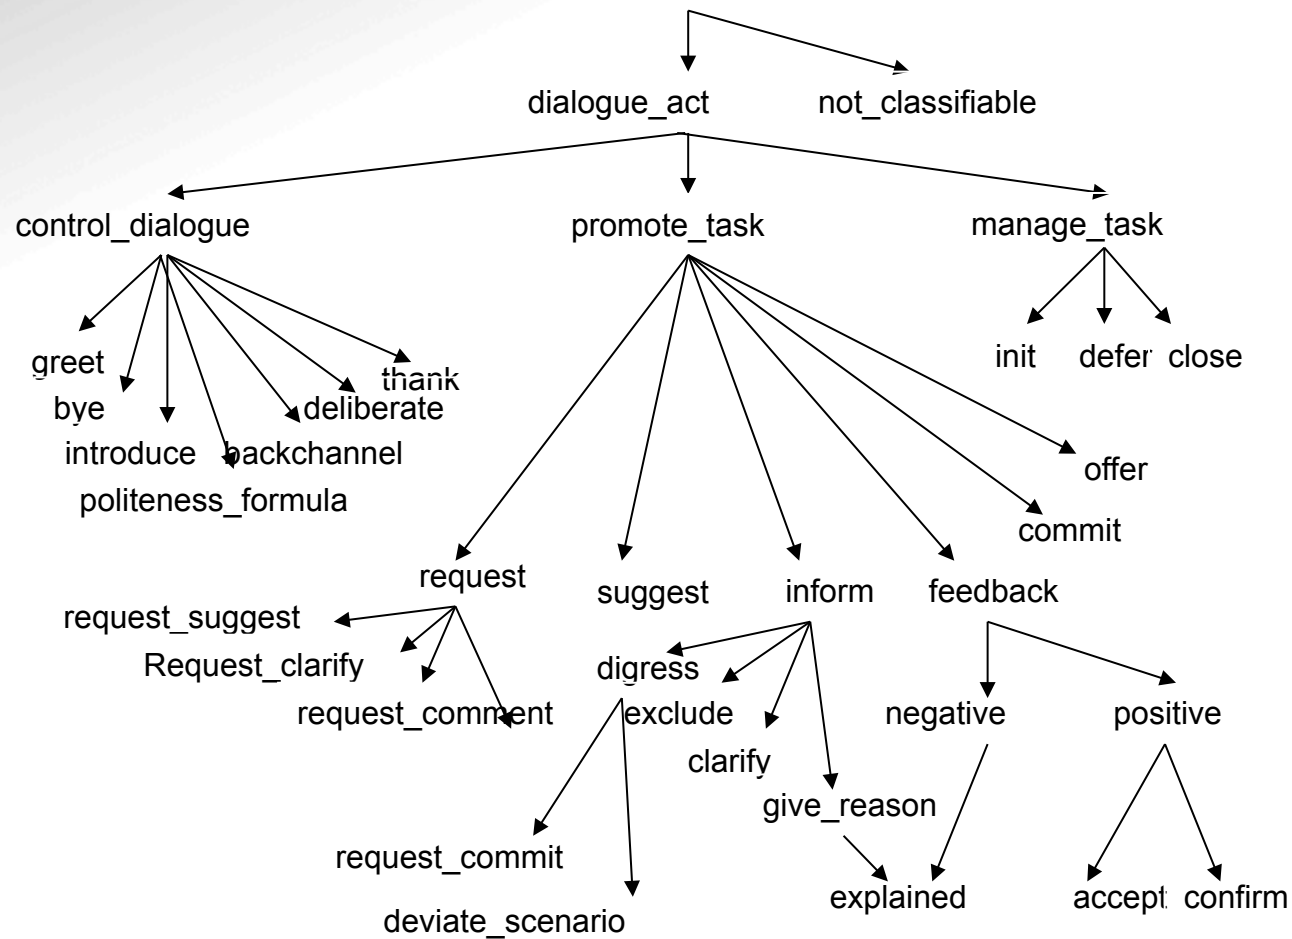 dialogue_act not_classifiable
control_dialogue promote_task manage_task
greet thank init defer close
bye deliberate
introduce backchannel
politeness_formula
offer
commit
request suggest inform feedback
request_suggest
Request_clarify digress
request_comment exclude negative positive
clarify
give_reason
request_commit
explained accept confirm
deviate_scenario